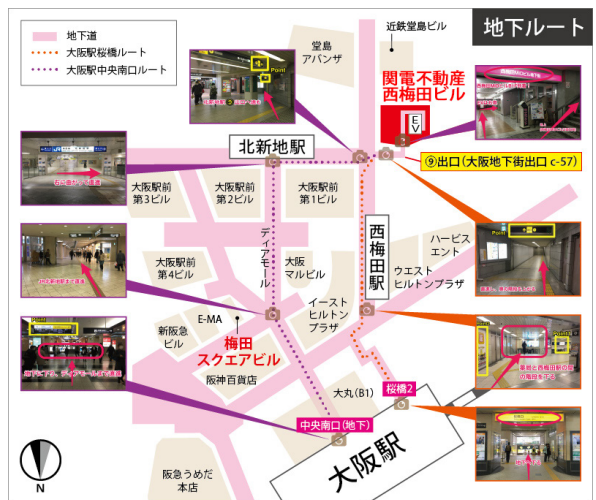 地下ルート
地下道
大阪駅桜橋ルート
大阪駅中央南口ルート
堂島
アバンザ
近鉄堂島ビル
関電不動産
西梅田ビル
EV
⑨出口(大阪地下街出口 c-57)
北新地駅
大阪駅前
第3ビル
大阪駅前
第2ビル
大阪駅前
第1ビル
西梅田駅
ディアモール
大阪
マルビル
大阪駅前
第4ビル
ハービス
エント
ウエスト
ヒルトンプラザ
イースト
ヒルトン
プラザ
E-MA
新阪急
ビル
梅田
スクエアビル
阪神百貨店
大丸(B1)
桜橋2
中央南口(地下)
大阪駅
阪急うめだ
本店
N
Point
Point
Point
Point